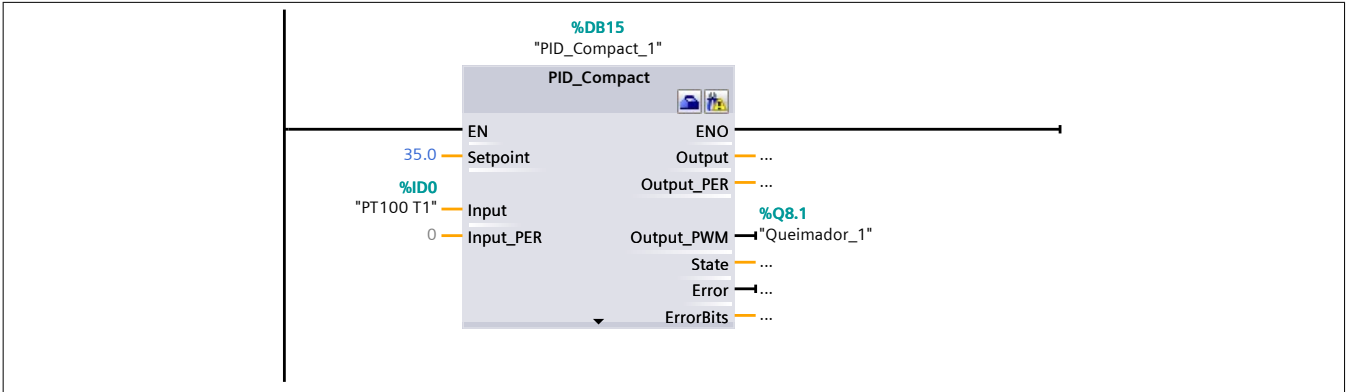 %DB15
"PID_Compact_1"
PID_Compact
EN ENO
35.0 Setpoint Output ...
%ID0
Output_PER ...
"PT100 T1" Input
%Q8.1
0 Input_PER Output_PWM "Queimador_1"
State ...
Error ...
ErrorBits ...